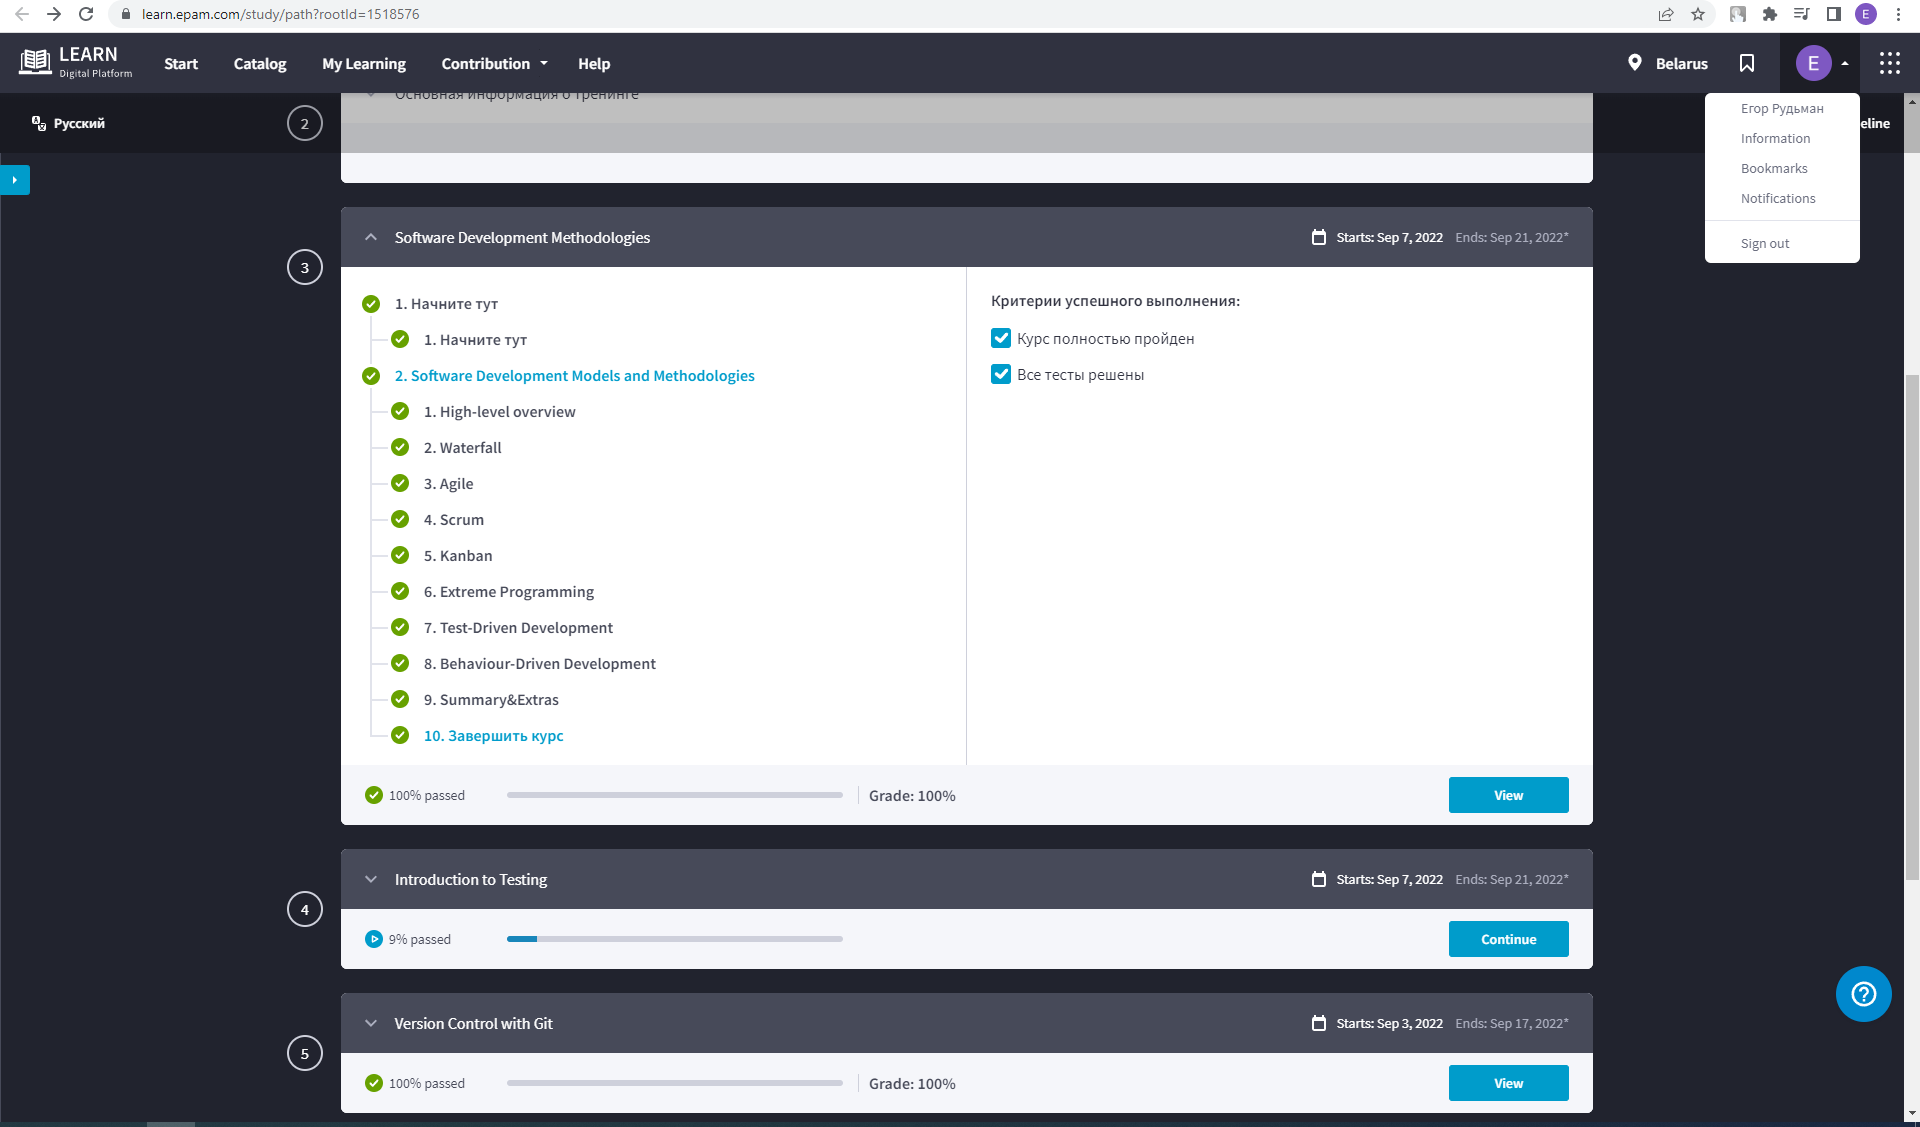 learn.epam.com/study/path?rootId=1518576
E
LEARN
Digital Platform
Start
Catalog
My Learning
Contribution
Help
Belarus
E
Русский
2
Основная информация о тренинге
eline
Егор Рудьман
Information
Bookmarks
Notifications
Sign out
3
Software Development Methodologies
Starts: Sep 7, 2022 Ends: Sep 21, 2022*
1. Начните тут
1. Начните тут
2. Software Development Models and Methodologies
1. High-level overview
2. Waterfall
3. Agile
4. Scrum
5. Kanban
6. Extreme Programming
7. Test-Driven Development
8. Behaviour-Driven Development
9. Summary&Extras
10. Завершить курс
Критерии успешного выполнения:
Курс полностью пройден
Все тесты решены
100% passed
Grade: 100%
View
4
Introduction to Testing
Starts: Sep 7, 2022 Ends: Sep 21, 2022*
9% passed
Continue
5
Version Control with Git
Starts: Sep 3, 2022 Ends: Sep 17, 2022*
100% passed
Grade: 100%
View